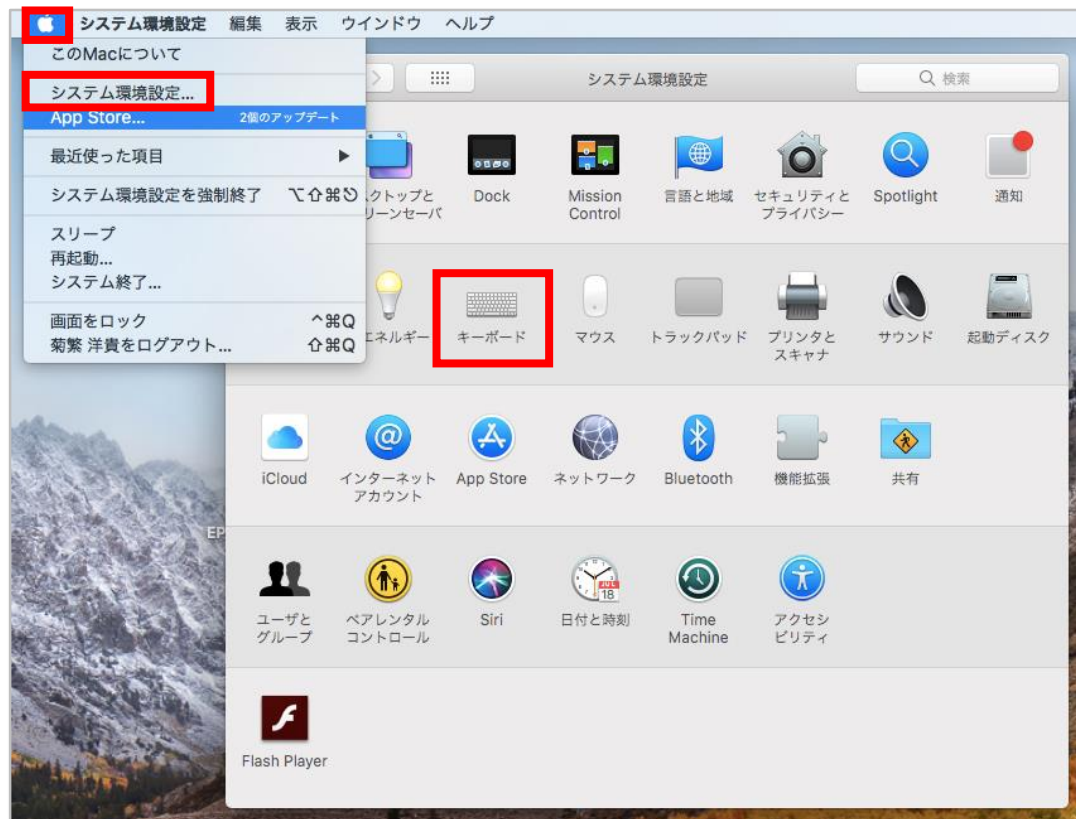 システム環境設定 編集 表示 ウインドウ ヘルプ
このMacについて
システム環境設定...
App Store... 2個のアップデート
最近使った項目 ▶
システム環境設定を強制終了 ⌥⇧⌘⎋
スリープ
再起動...
システム終了...
画面をロック ^⌘Q
菊繁 洋貴をログアウト... ⇧⌘Q
システム環境設定
検索
クトップと
リーンセーバ
Dock
Mission
Control
言語と地域
セキュリティと
プライバシー
Spotlight
通知
エネルギー
キーボード
マウス
トラックパッド
プリンタと
スキャナ
サウンド
起動ディスク
iCloud
インターネット
アカウント
App Store
ネットワーク
Bluetooth
機能拡張
共有
EP
ユーザと
グループ
ペアレンタル
コントロール
Siri
JUL
18
日付と時刻
Time
Machine
アクセシ
ビリティ
Flash Player